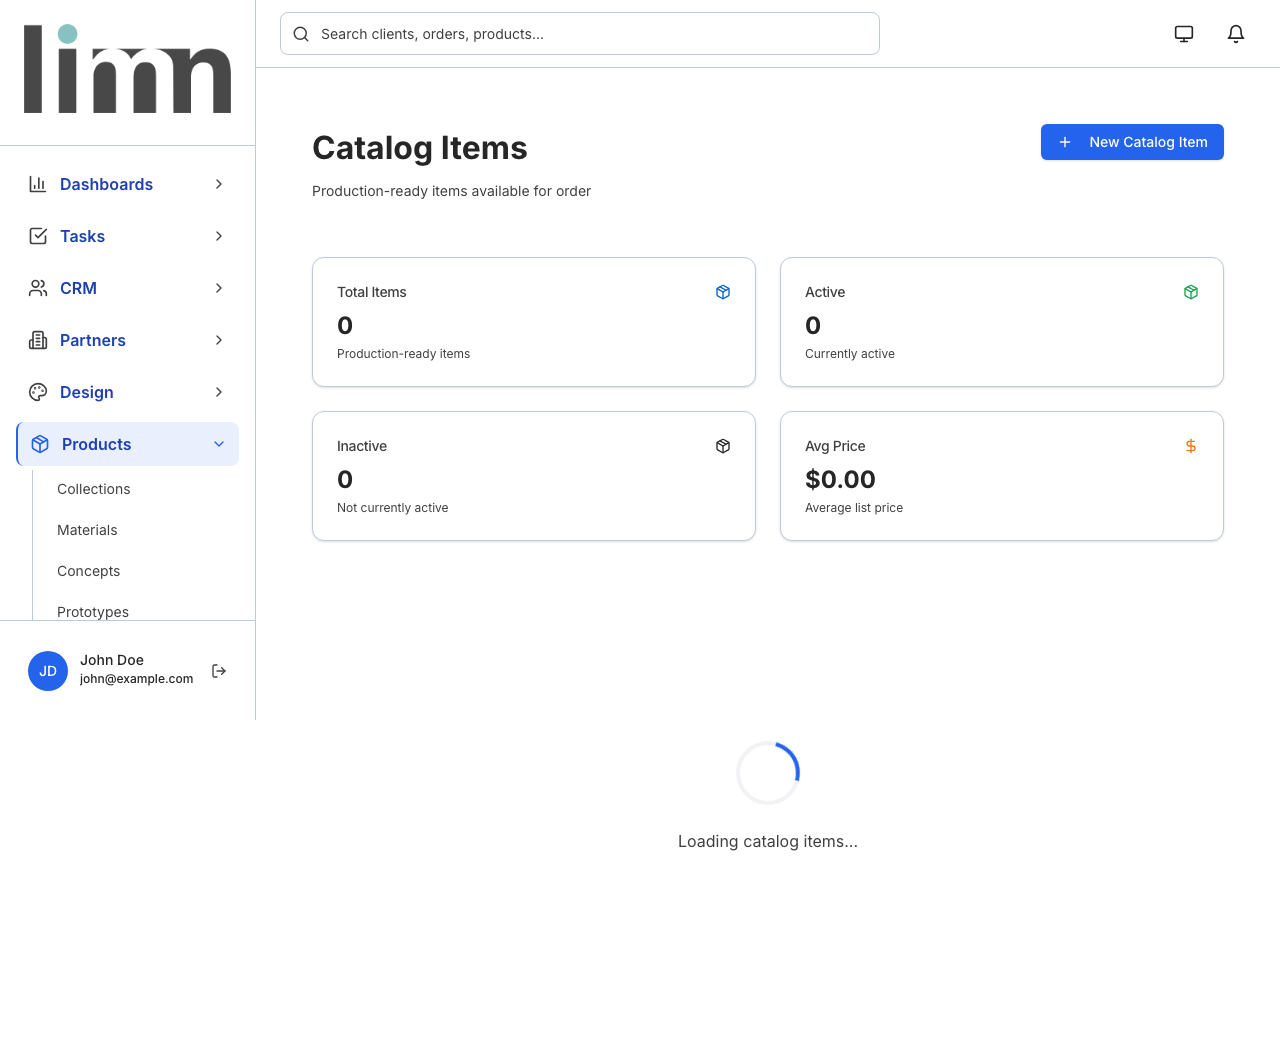 limn
Dashboards
Tasks
CRM
Partners
Design
Products
Collections
Materials
Concepts
Prototypes
JD
John Doe
john@example.com
Search clients, orders, products...
Catalog Items
Production-ready items available for order
New Catalog Item
Total Items
0
Production-ready items
Active
0
Currently active
Inactive
0
Not currently active
Avg Price
$0.00
Average list price
Loading catalog items...